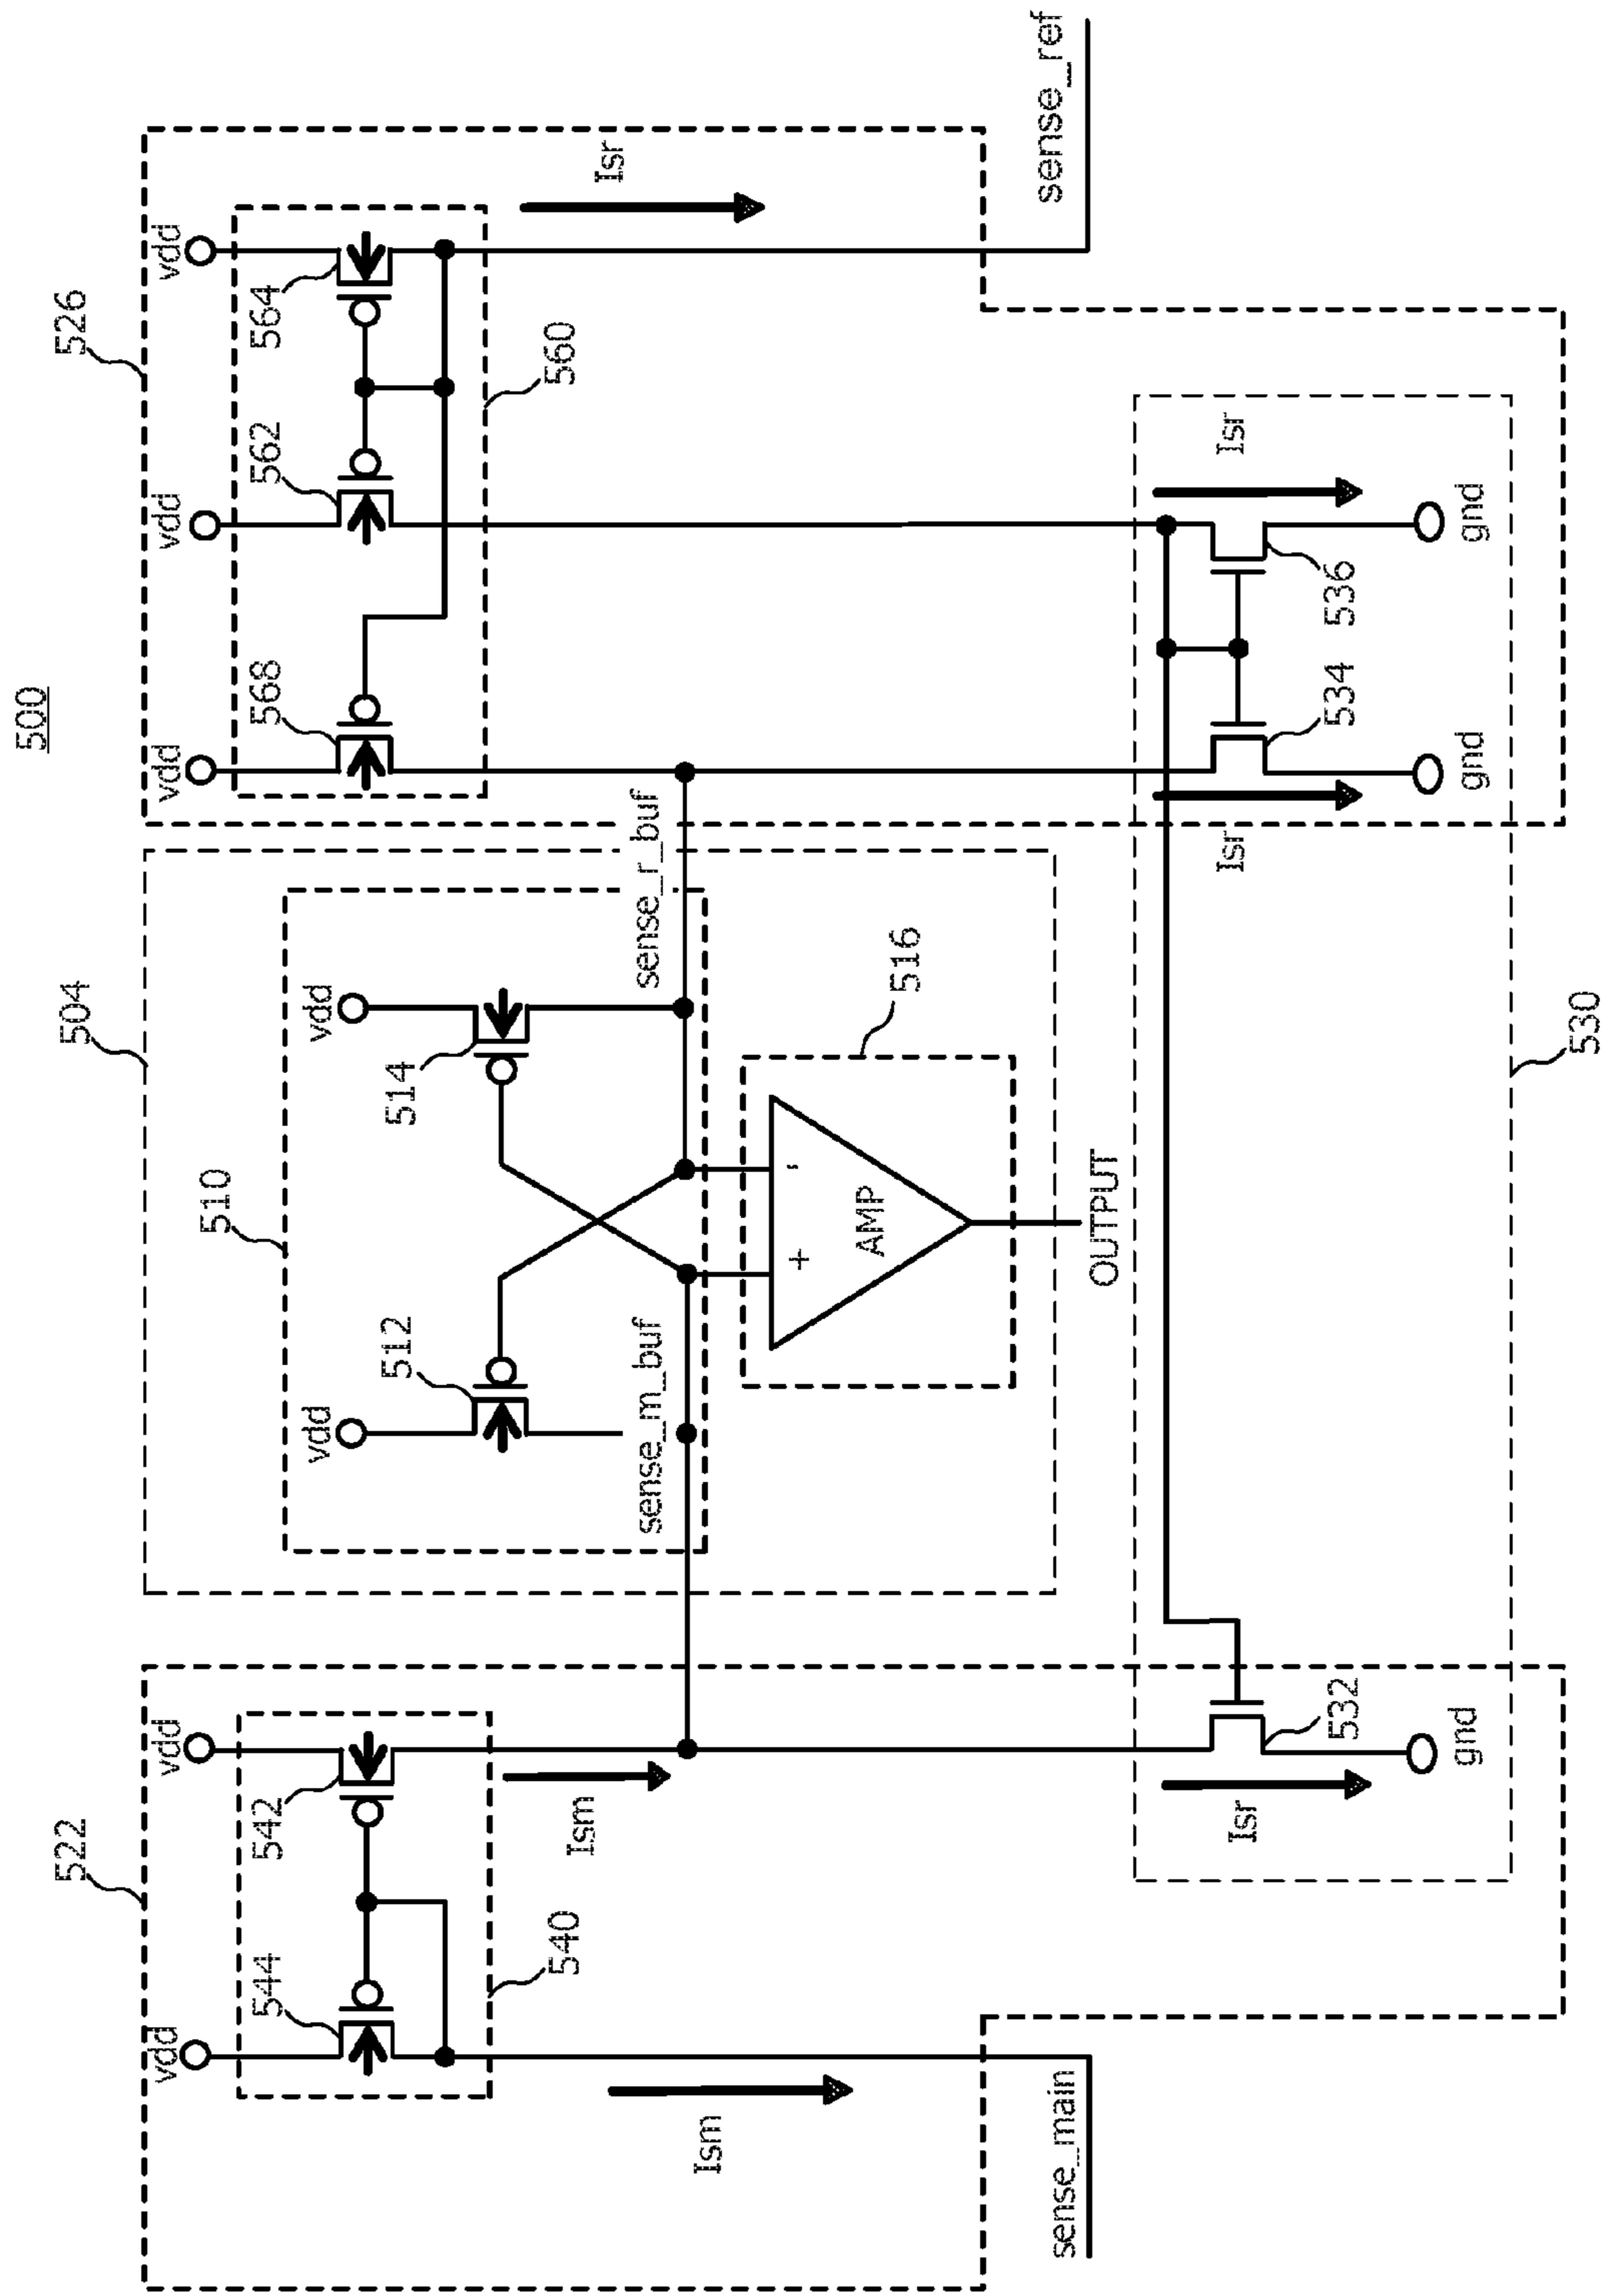 500
526
vdd
vdd
vdd
564
562
568
560
Isr
sense_ref
Isr
536
534
gnd
gnd
Isr
504
510
vdd
514
sense_r_buf
516
-
+
AMP
OUTPUT
530
vdd
512
sense_m_buf
522
vdd
542
vdd
544
540
Ism
Ism
sense_main
532
Isr
gnd